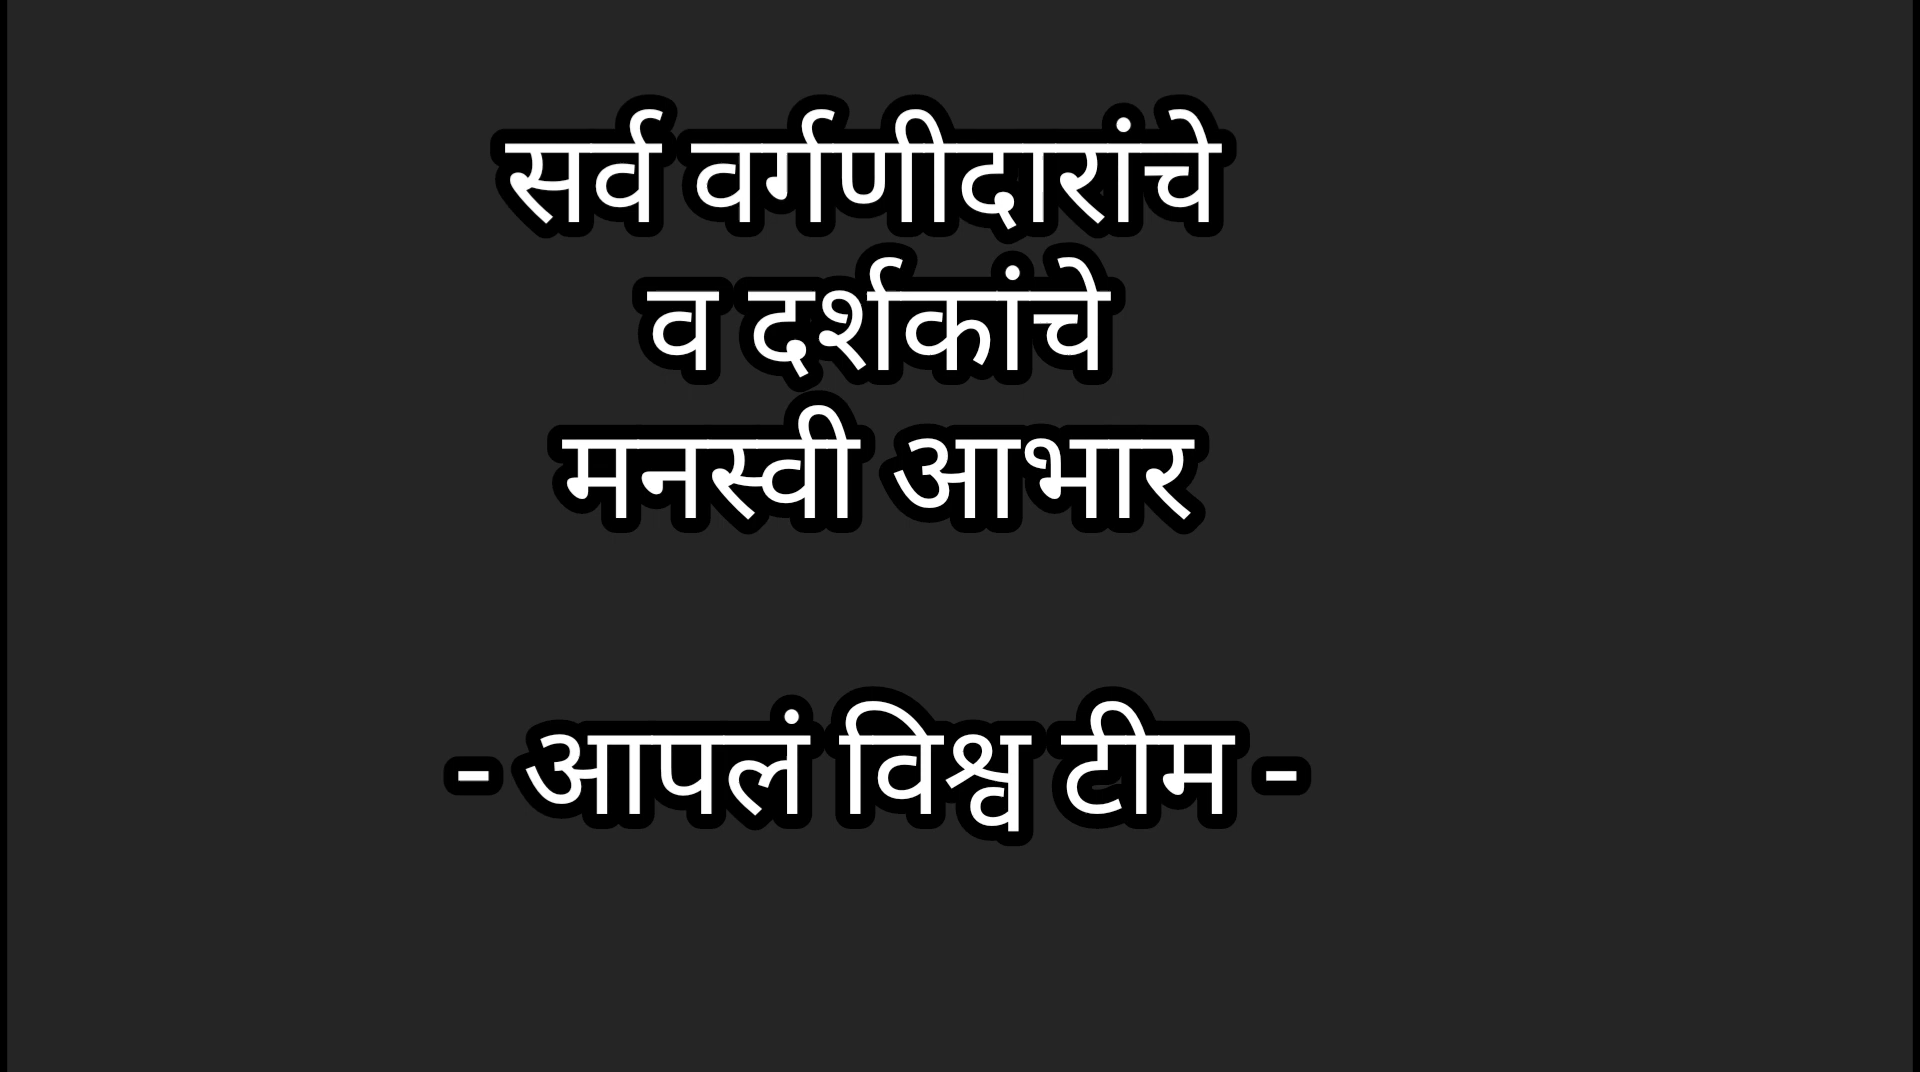 सर्व वर्गणीदारांचे
व दर्शकांचे
मनस्वी आभार
- आपलं विश्व टीम -